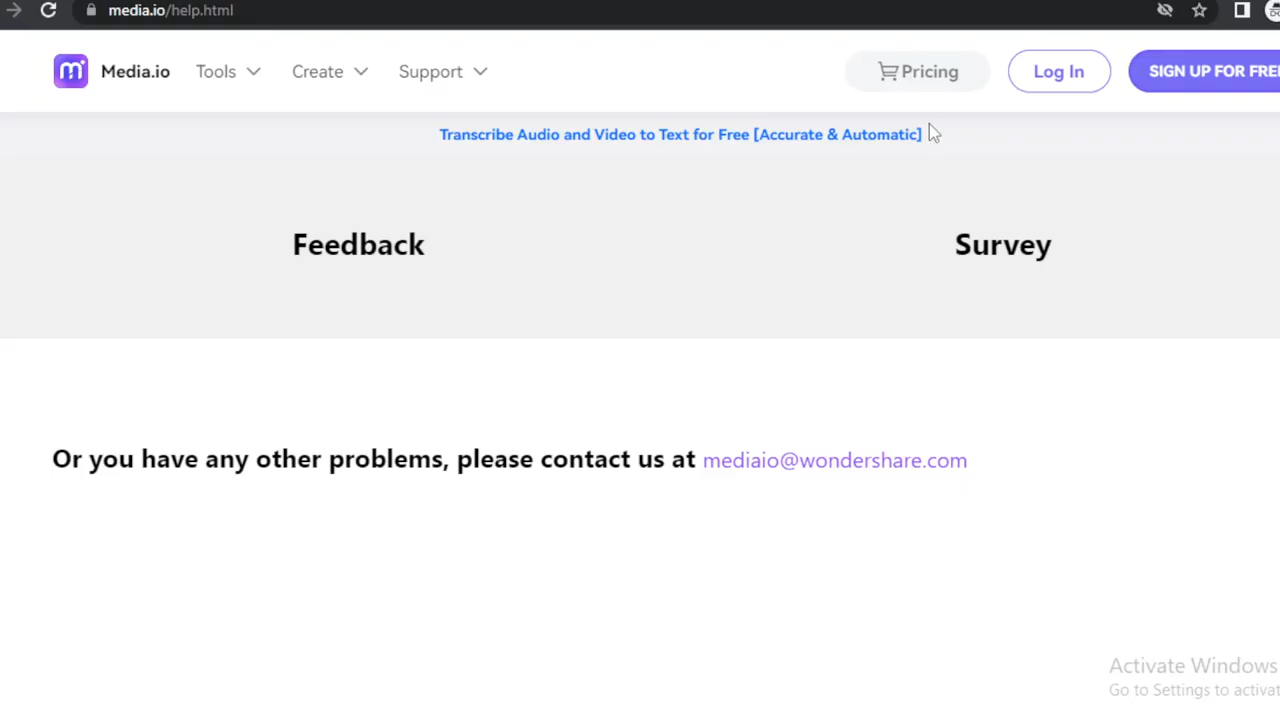 media.io/help.html
Media.io Tools Create Support Pricing Log In SIGN UP FOR FREE
Transcribe Audio and Video to Text for Free [Accurate & Automatic]
Feedback Survey
Or you have any other problems, please contact us at mediaio@wondershare.com
Activate Windows
Go to Settings to activat